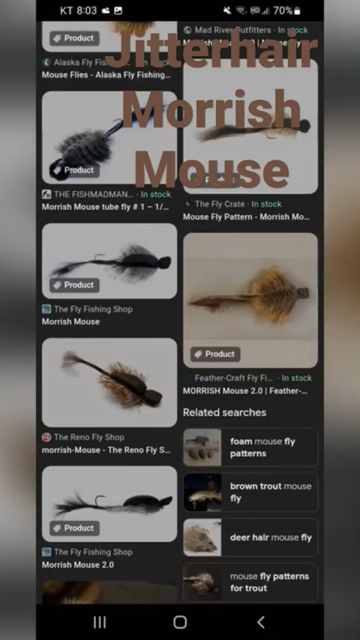 KT 8:03
70%
Jitterhair
Morrish
Mouse
Product
Alaska Fly Fis...
Mouse Flies - Alaska Fly Fishing...
Product
THE FISHMADMAN... · In stock
Morrish Mouse tube fly # 1 – 1/...
Product
The Fly Fishing Shop
Morrish Mouse
The Reno Fly Shop
morrish-Mouse - The Reno Fly S...
Product
The Fly Fishing Shop
Morrish Mouse 2.0
Mad River Outfitters · In stock
The Fly Crate · In stock
Mouse Fly Pattern - Morrish Mo...
Product
Feather-Craft Fly Fi... · In stock
MORRISH Mouse 2.0 | Feather-...
Related searches
foam mouse fly
patterns
brown trout mouse
fly
deer hair mouse fly
mouse fly patterns
for trout